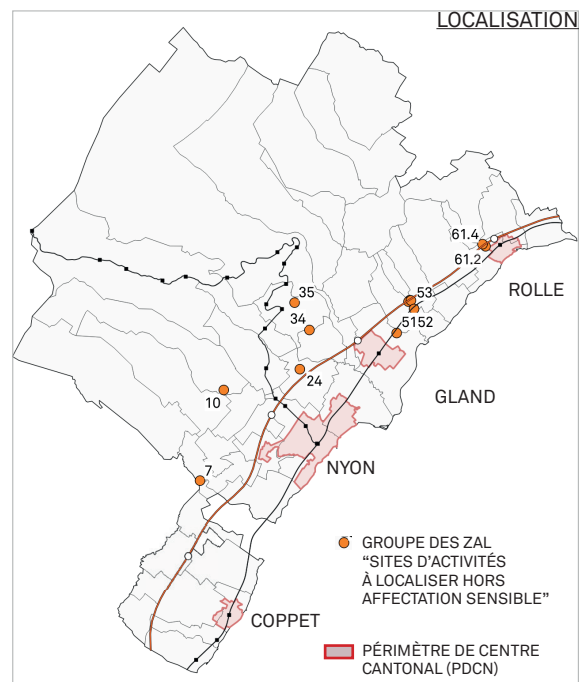 LOCALISATION
61.4
61.2
ROLLE
35
53
34
5152
24
GLAND
10
NYON
7
GROUPE DES ZAL
“SITES D’ACTIVITÉS
À LOCALISER HORS
AFFECTATION SENSIBLE”
COPPET
PÉRIMÈTRE DE CENTRE
CANTONAL (PDCN)